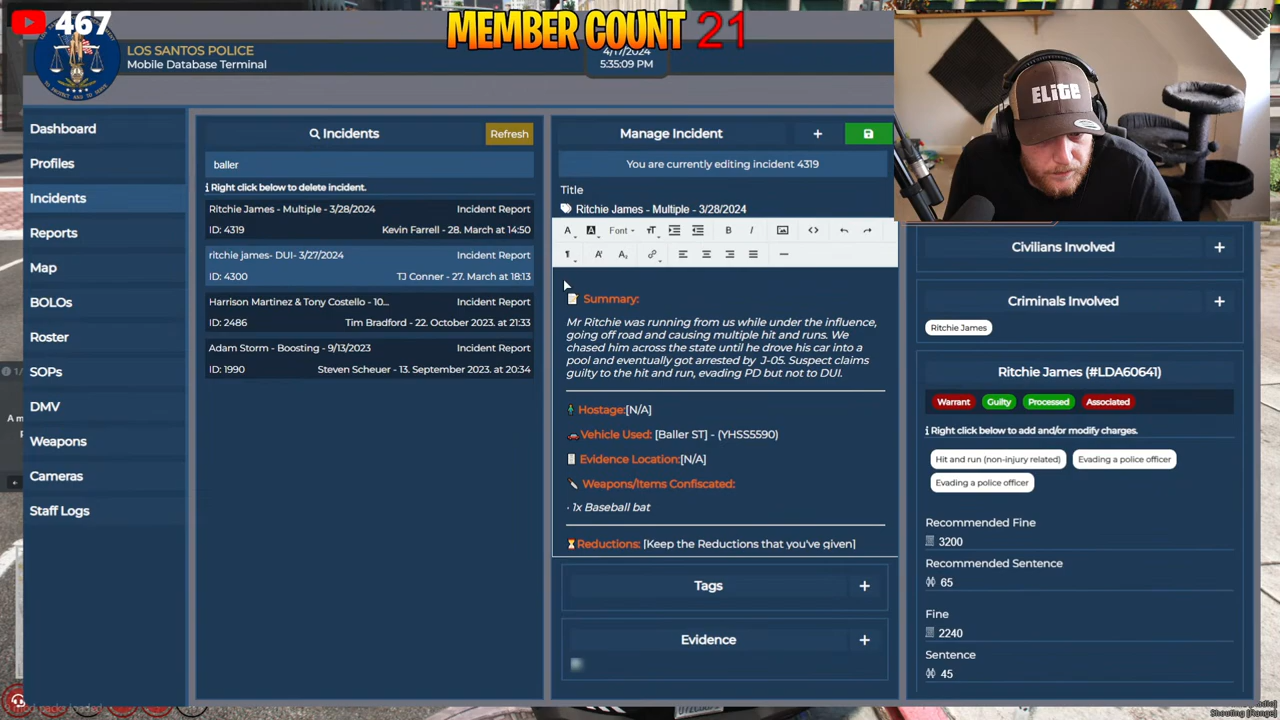 467
MEMBER COUNT 21
LOS SANTOS POLICE
Mobile Database Terminal
4/17/2024
5:35:09 PM
ELITE
Dashboard
Profiles
Incidents
Reports
Map
BOLOs
Roster
SOPs
DMV
Weapons
Cameras
Staff Logs
Incidents
Refresh
baller
Right click below to delete incident.
Ritchie James - Multiple - 3/28/2024 Incident Report
ID: 4319 Kevin Farrell - 28. March at 14:50
ritchie james- DUI- 3/27/2024 Incident Report
ID: 4300 TJ Conner - 27. March at 18:13
Harrison Martinez & Tony Costello - 10... Incident Report
ID: 2486 Tim Bradford - 22. October 2023. at 21:33
Adam Storm - Boosting - 9/13/2023 Incident Report
ID: 1990 Steven Scheuer - 13. September 2023. at 20:34
Manage Incident +
You are currently editing incident 4319
Title
Ritchie James - Multiple - 3/28/2024
Font
Summary:
Mr Ritchie was running from us while under the influence,
going off road and causing multiple hit and runs. We
chased him across the state until he drove his car into a
pool and eventually got arrested by J-05. Suspect claims
guilty to the hit and run, evading PD but not to DUI.
Hostage:[N/A]
Vehicle Used: [Baller ST] - (YHSS5590)
Evidence Location:[N/A]
Weapons/Items Confiscated:
· 1x Baseball bat
Reductions: [Keep the Reductions that you've given]
Tags +
Evidence +
Civilians Involved +
Criminals Involved +
Ritchie James
Ritchie James (#LDA60641)
Warrant Guilty Processed Associated
Right click below to add and/or modify charges.
Hit and run (non-injury related) Evading a police officer
Evading a police officer
Recommended Fine
3200
Recommended Sentence
65
Fine
2240
Sentence
45